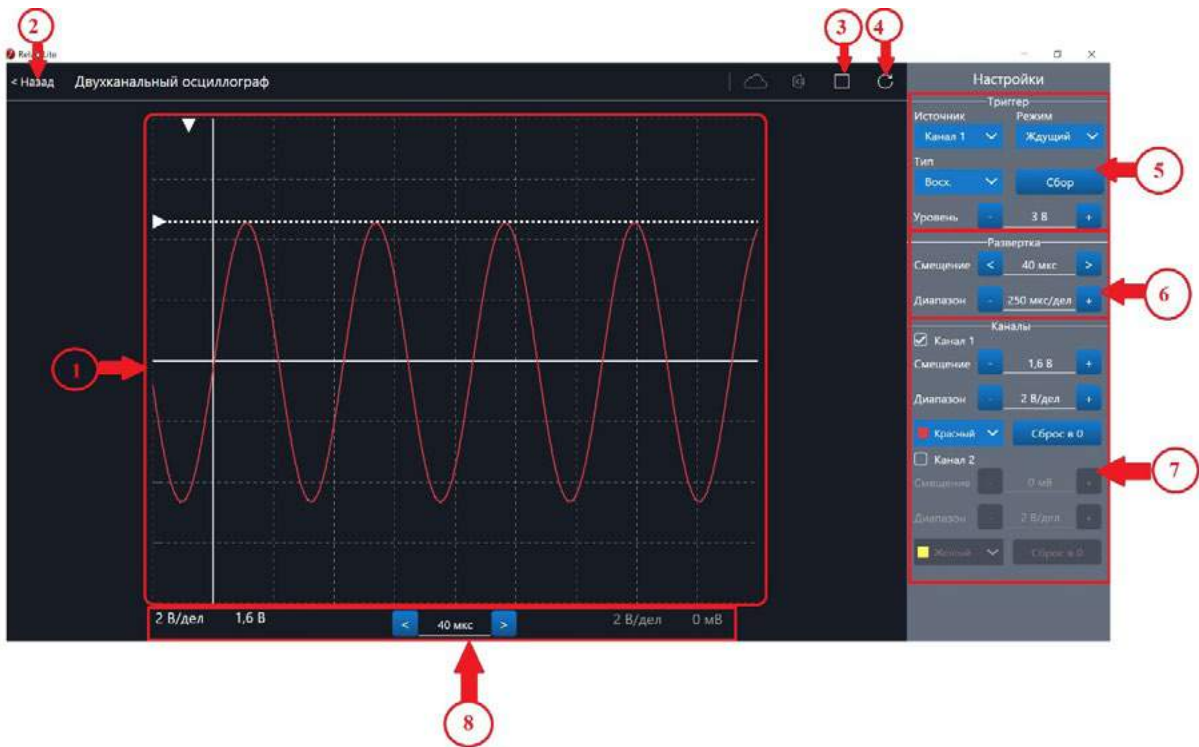 2
3
4
Relab Lite
< Назад Двухканальный осциллограф
Настройки
Триггер
Источник Режим
Канал 1 Ждущий
Тип
Восх. Сбор
5
Уровень - 3 В +
Развертка
Смещение < 40 мкс >
6
Диапазон - 250 мкс/дел +
Каналы
Канал 1
1
Смещение - 1,6 В +
Диапазон - 2 В/дел +
Красный Сброс в 0
Канал 2
7
Смещение - 0 мВ +
Диапазон - 2 В/дел +
Желтый Сброс в 0
2 В/дел 1,6 В < 40 мкс > 2 В/дел 0 мВ
8